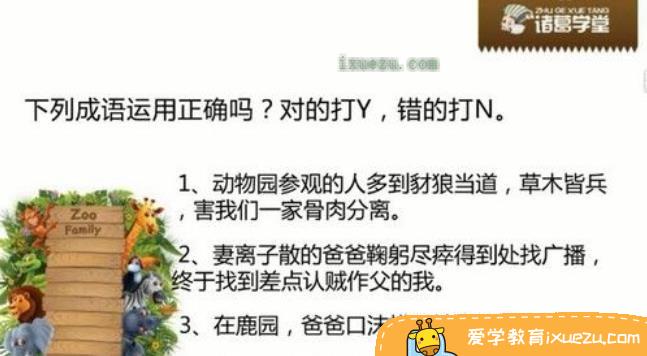 ZHU GE XUE TANG
诸葛学堂
ixuezu.com
下列成语运用正确吗？对的打Y，错的打N。
1、动物园参观的人多到豺狼当道，草木皆兵
，害我们一家骨肉分离。
Zoo
Family
2、妻离子散的爸爸鞠躬尽瘁得到处找广播，
终于找到差点认贼作父的我。
3、在鹿园，爸爸口沫
爱学教育ixuezu.com